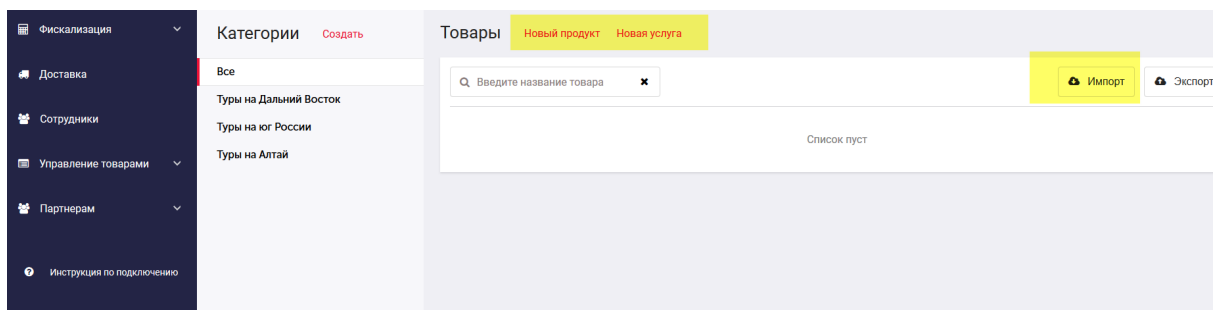 Фискализация
Доставка
Сотрудники
Управление товарами
Партнерам
Инструкция по подключению
Категории Создать
Все
Туры на Дальний Восток
Туры на юг России
Туры на Алтай
Товары Новый продукт Новая услуга
Введите название товара
Импорт
Экспорт
Список пуст